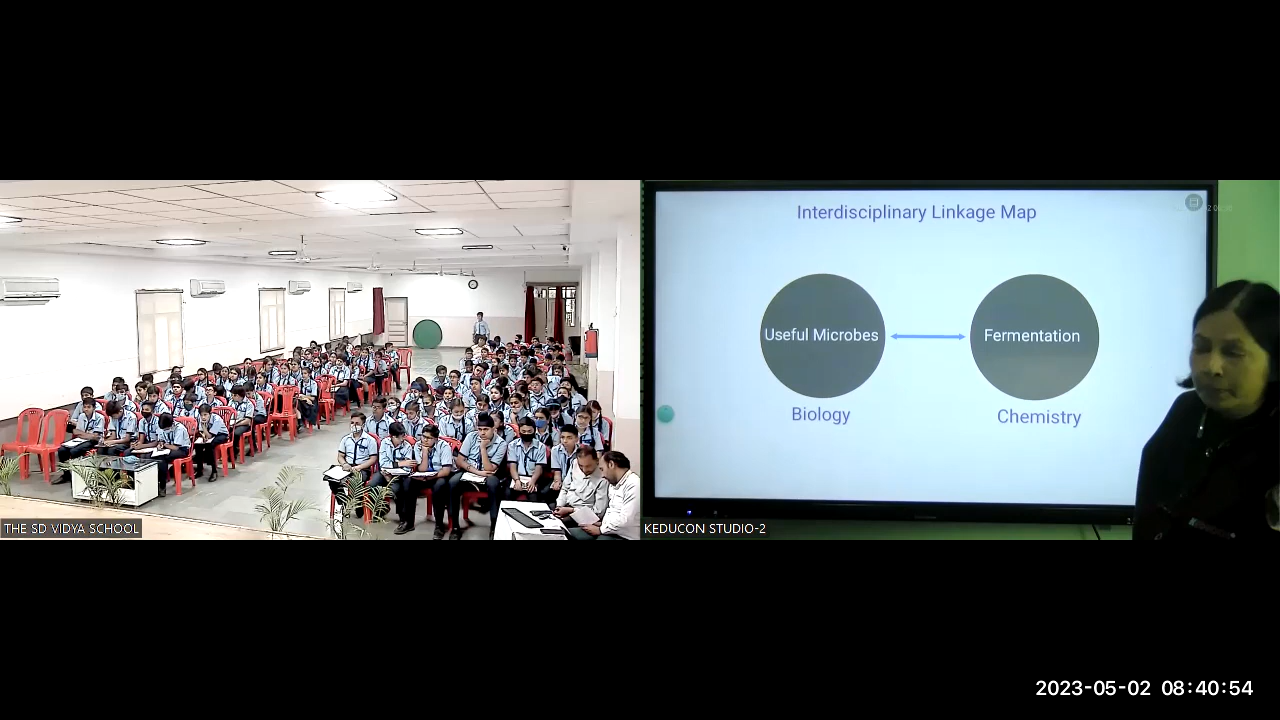 Interdisciplinary Linkage Map
Useful Microbes
Fermentation
Biology
Chemistry
THE SD VIDYA SCHOOL
KEDUCON STUDIO-2
2023-05-02 08:40:54